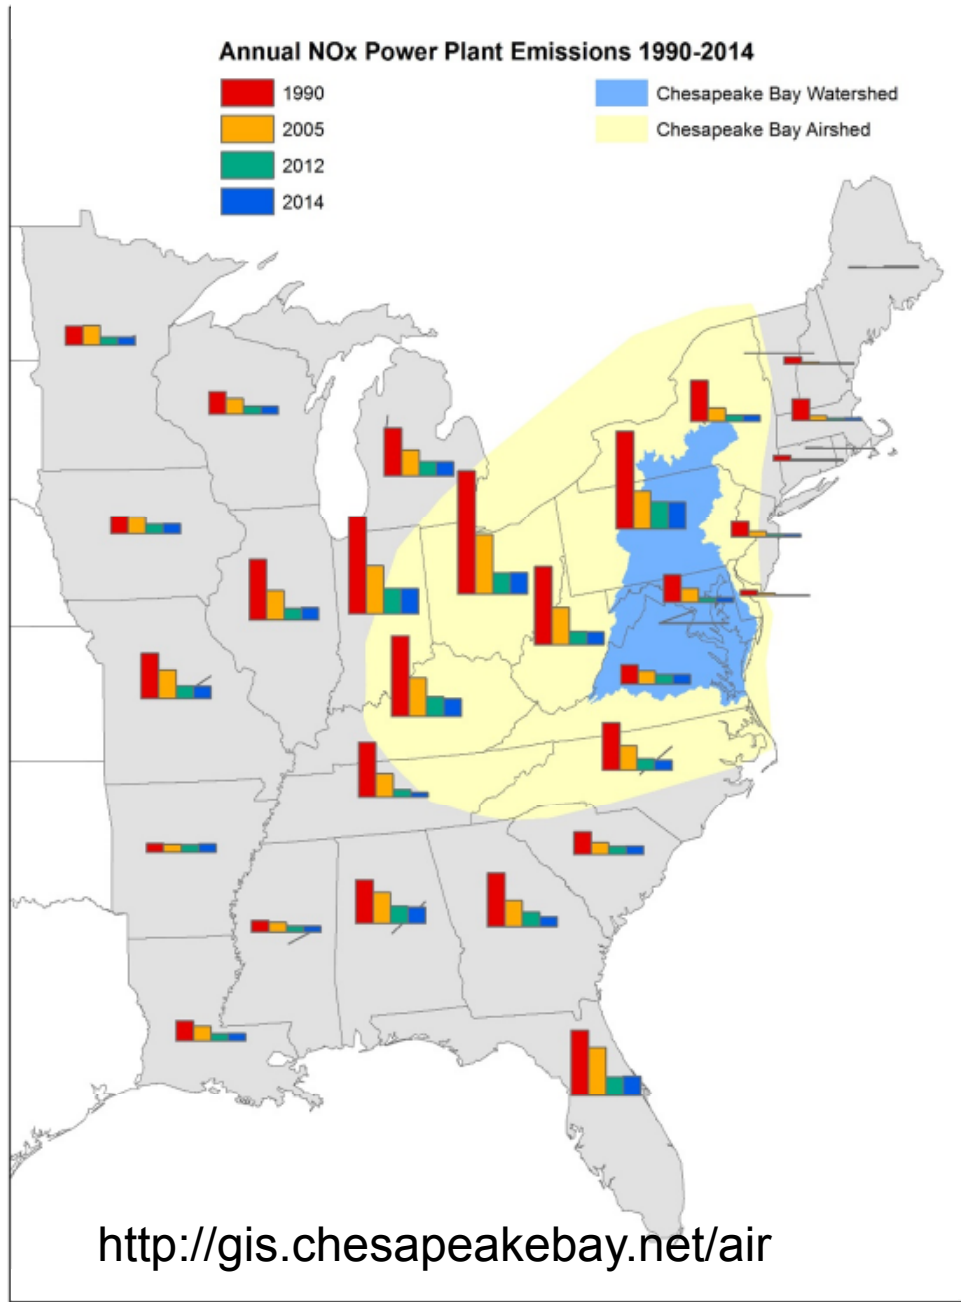 Annual NOx Power Plant Emissions 1990-2014
1990
2005
2012
2014
Chesapeake Bay Watershed
Chesapeake Bay Airshed
http://gis.chesapeakebay.net/air